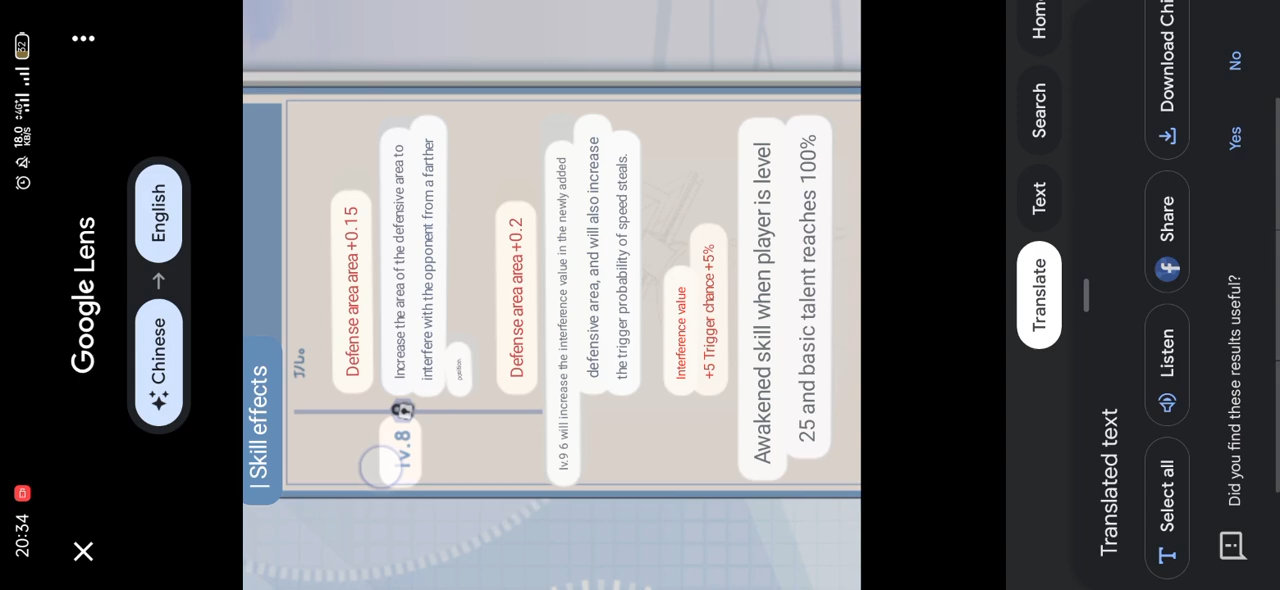 20:34
18.0 KB/S
4G+
32
Google Lens
Chinese → English
| Skill effects
Defense area area +0.15
lv.8
Increase the area of the defensive area to
interfere with the opponent from a farther
position.
Defense area area +0.2
lv.9 6 will increase the interference value in the newly added
defensive area, and will also increase
the trigger probability of speed steals.
Interference value
+5 Trigger chance +5%
Awakened skill when player is level
25 and basic talent reaches 100%
Translate Text Search Hom
Translated text
Select all Listen Share Download Chi
Did you find these results useful? Yes No